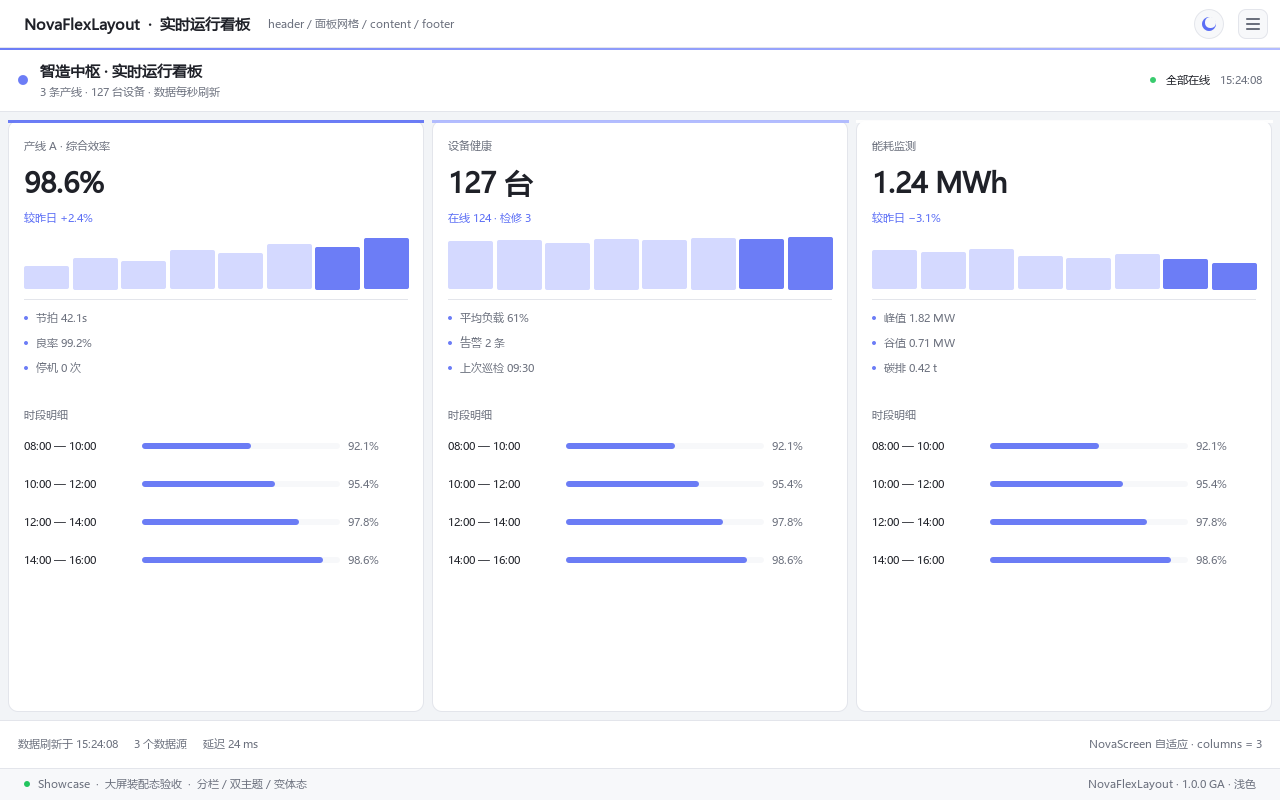 NovaFlexLayout · 实时运行看板 header / 面板网格 / content / footer
智造中枢 · 实时运行看板
3 条产线 · 127 台设备 · 数据每秒刷新
全部在线 15:24:08
产线 A · 综合效率
98.6%
较昨日 +2.4%
节拍 42.1s
良率 99.2%
停机 0 次
时段明细
08:00 — 10:00 92.1%
10:00 — 12:00 95.4%
12:00 — 14:00 97.8%
14:00 — 16:00 98.6%
设备健康
127 台
在线 124 · 检修 3
平均负载 61%
告警 2 条
上次巡检 09:30
时段明细
08:00 — 10:00 92.1%
10:00 — 12:00 95.4%
12:00 — 14:00 97.8%
14:00 — 16:00 98.6%
能耗监测
1.24 MWh
较昨日 −3.1%
峰值 1.82 MW
谷值 0.71 MW
碳排 0.42 t
时段明细
08:00 — 10:00 92.1%
10:00 — 12:00 95.4%
12:00 — 14:00 97.8%
14:00 — 16:00 98.6%
数据刷新于 15:24:08 3 个数据源 延迟 24 ms
NovaScreen 自适应 · columns = 3
Showcase · 大屏装配态验收 · 分栏 / 双主题 / 变体态
NovaFlexLayout · 1.0.0 GA · 浅色